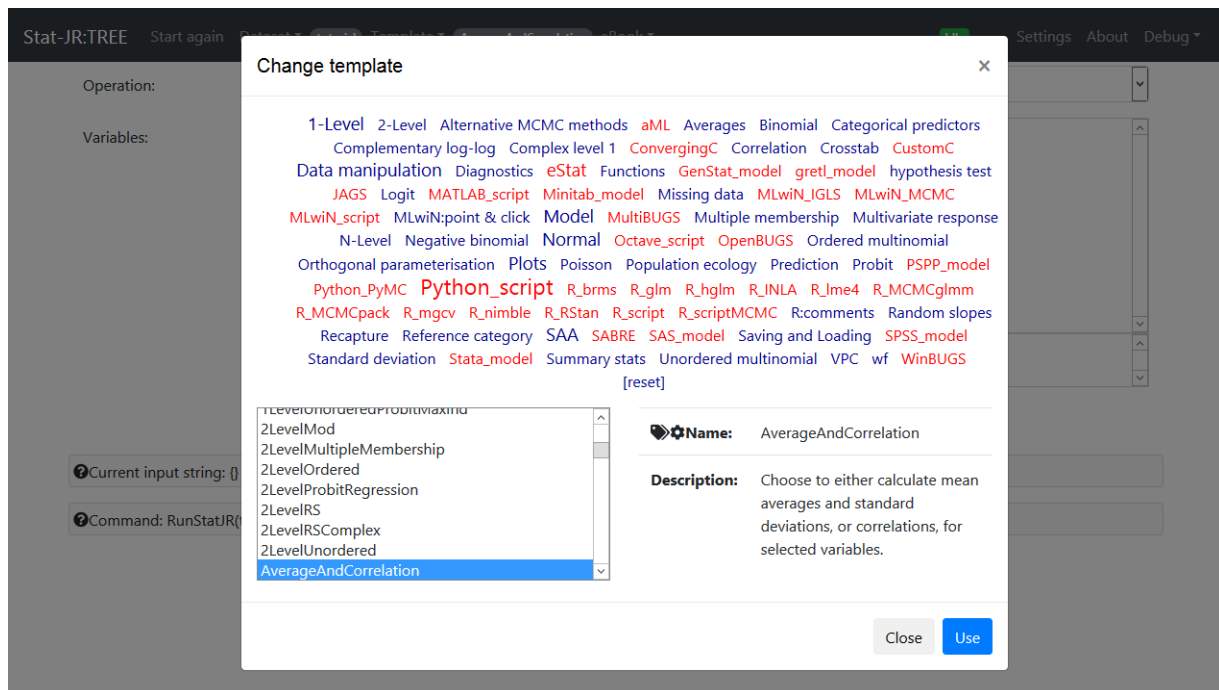 Stat-JR:TREE Start again Dataset Template eBook Settings About Debug
Change template
×
Operation:
Variables:
1-Level 2-Level Alternative MCMC methods aML Averages Binomial Categorical predictors
Complementary log-log Complex level 1 ConvergingC Correlation Crosstab CustomC
Data manipulation Diagnostics eStat Functions GenStat_model gretl_model hypothesis test
JAGS Logit MATLAB_script Minitab_model Missing data MLwiN_IGLS MLwiN_MCMC
MLwiN_script MLwiN:point & click Model MultiBUGS Multiple membership Multivariate response
N-Level Negative binomial Normal Octave_script OpenBUGS Ordered multinomial
Orthogonal parameterisation Plots Poisson Population ecology Prediction Probit PSPP_model
Python_PyMC Python_script R_brms R_glm R_hglm R_INLA R_lme4 R_MCMCglmm
R_MCMCpack R_mgcv R_nimble R_RStan R_script R_scriptMCMC R:comments Random slopes
Recapture Reference category SAA SABRE SAS_model Saving and Loading SPSS_model
Standard deviation Stata_model Summary stats Unordered multinomial VPC wf WinBUGS
[reset]
1LevelUnorderedProbitMaxInd
2LevelMod
2LevelMultipleMembership
2LevelOrdered
2LevelProbitRegression
2LevelRS
2LevelRSComplex
2LevelUnordered
AverageAndCorrelation
Name: AverageAndCorrelation
Description: Choose to either calculate mean
averages and standard
deviations, or correlations, for
selected variables.
Current input string: {}
Command: RunStatJR(
Close Use